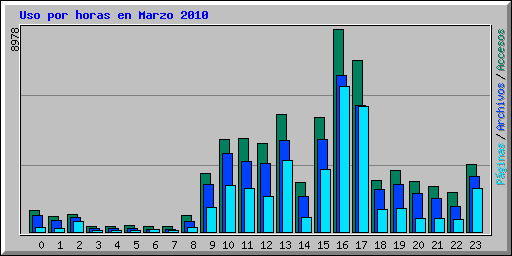 Uso por horas en Marzo 2010
8978
Páginas / Archivos / Accesos
0 1 2 3 4 5 6 7 8 9 10 11 12 13 14 15 16 17 18 19 20 21 22 23